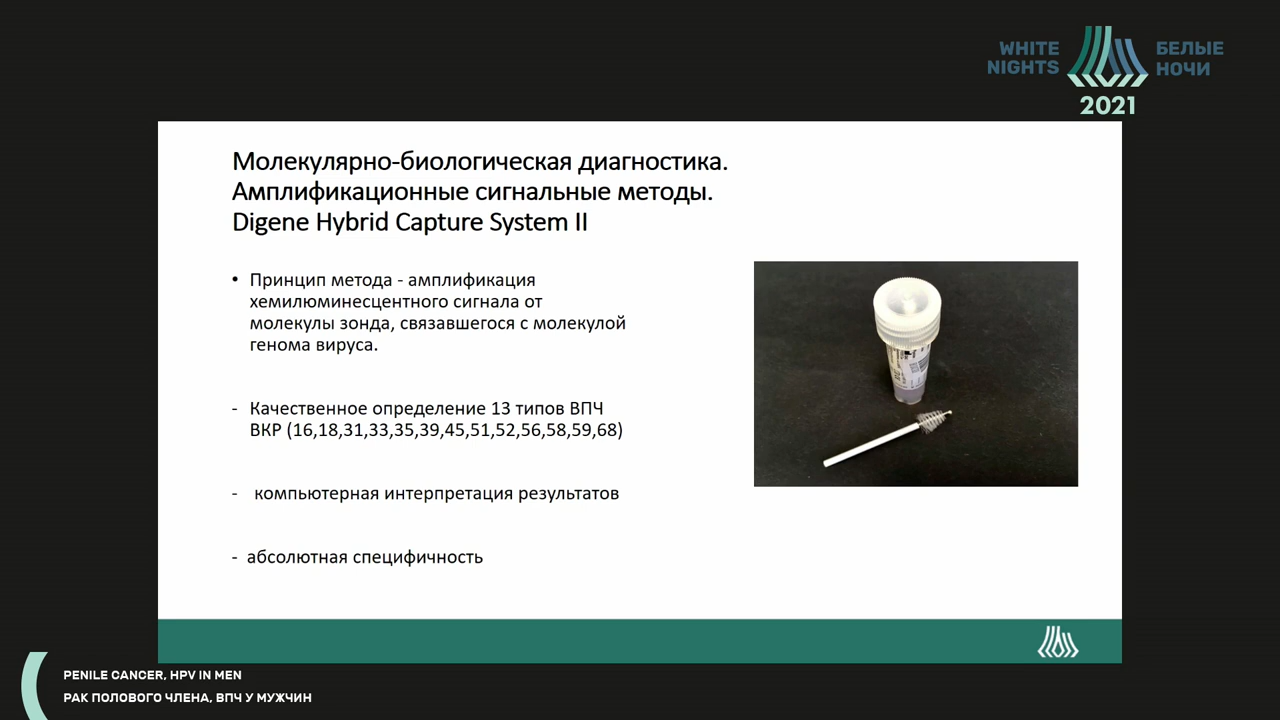 WHITE
NIGHTS
БЕЛЫЕ
НОЧИ
2021
Молекулярно-биологическая диагностика.
Амплификационные сигнальные методы.
Digene Hybrid Capture System II
• Принцип метода - амплификация
хемилюминесцентного сигнала от
молекулы зонда, связавшегося с молекулой
генома вируса.
- Качественное определение 13 типов ВПЧ
ВКР (16,18,31,33,35,39,45,51,52,56,58,59,68)
- компьютерная интерпретация результатов
- абсолютная специфичность
PENILE CANCER, HPV IN MEN
РАК ПОЛОВОГО ЧЛЕНА, ВПЧ У МУЖЧИН